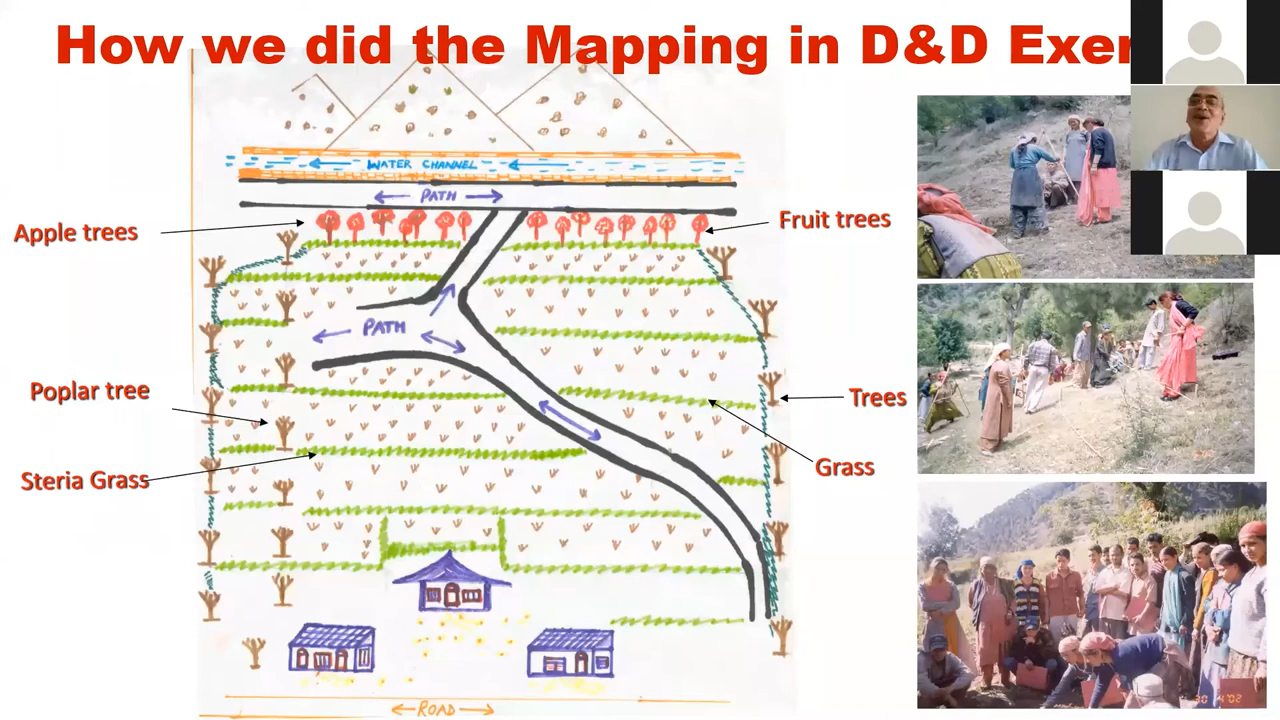 How we did the Mapping in D&D Exer
WATER CHANNEL
PATH
Apple trees
Fruit trees
PATH
Poplar tree
Trees
Grass
Steria Grass
ROAD